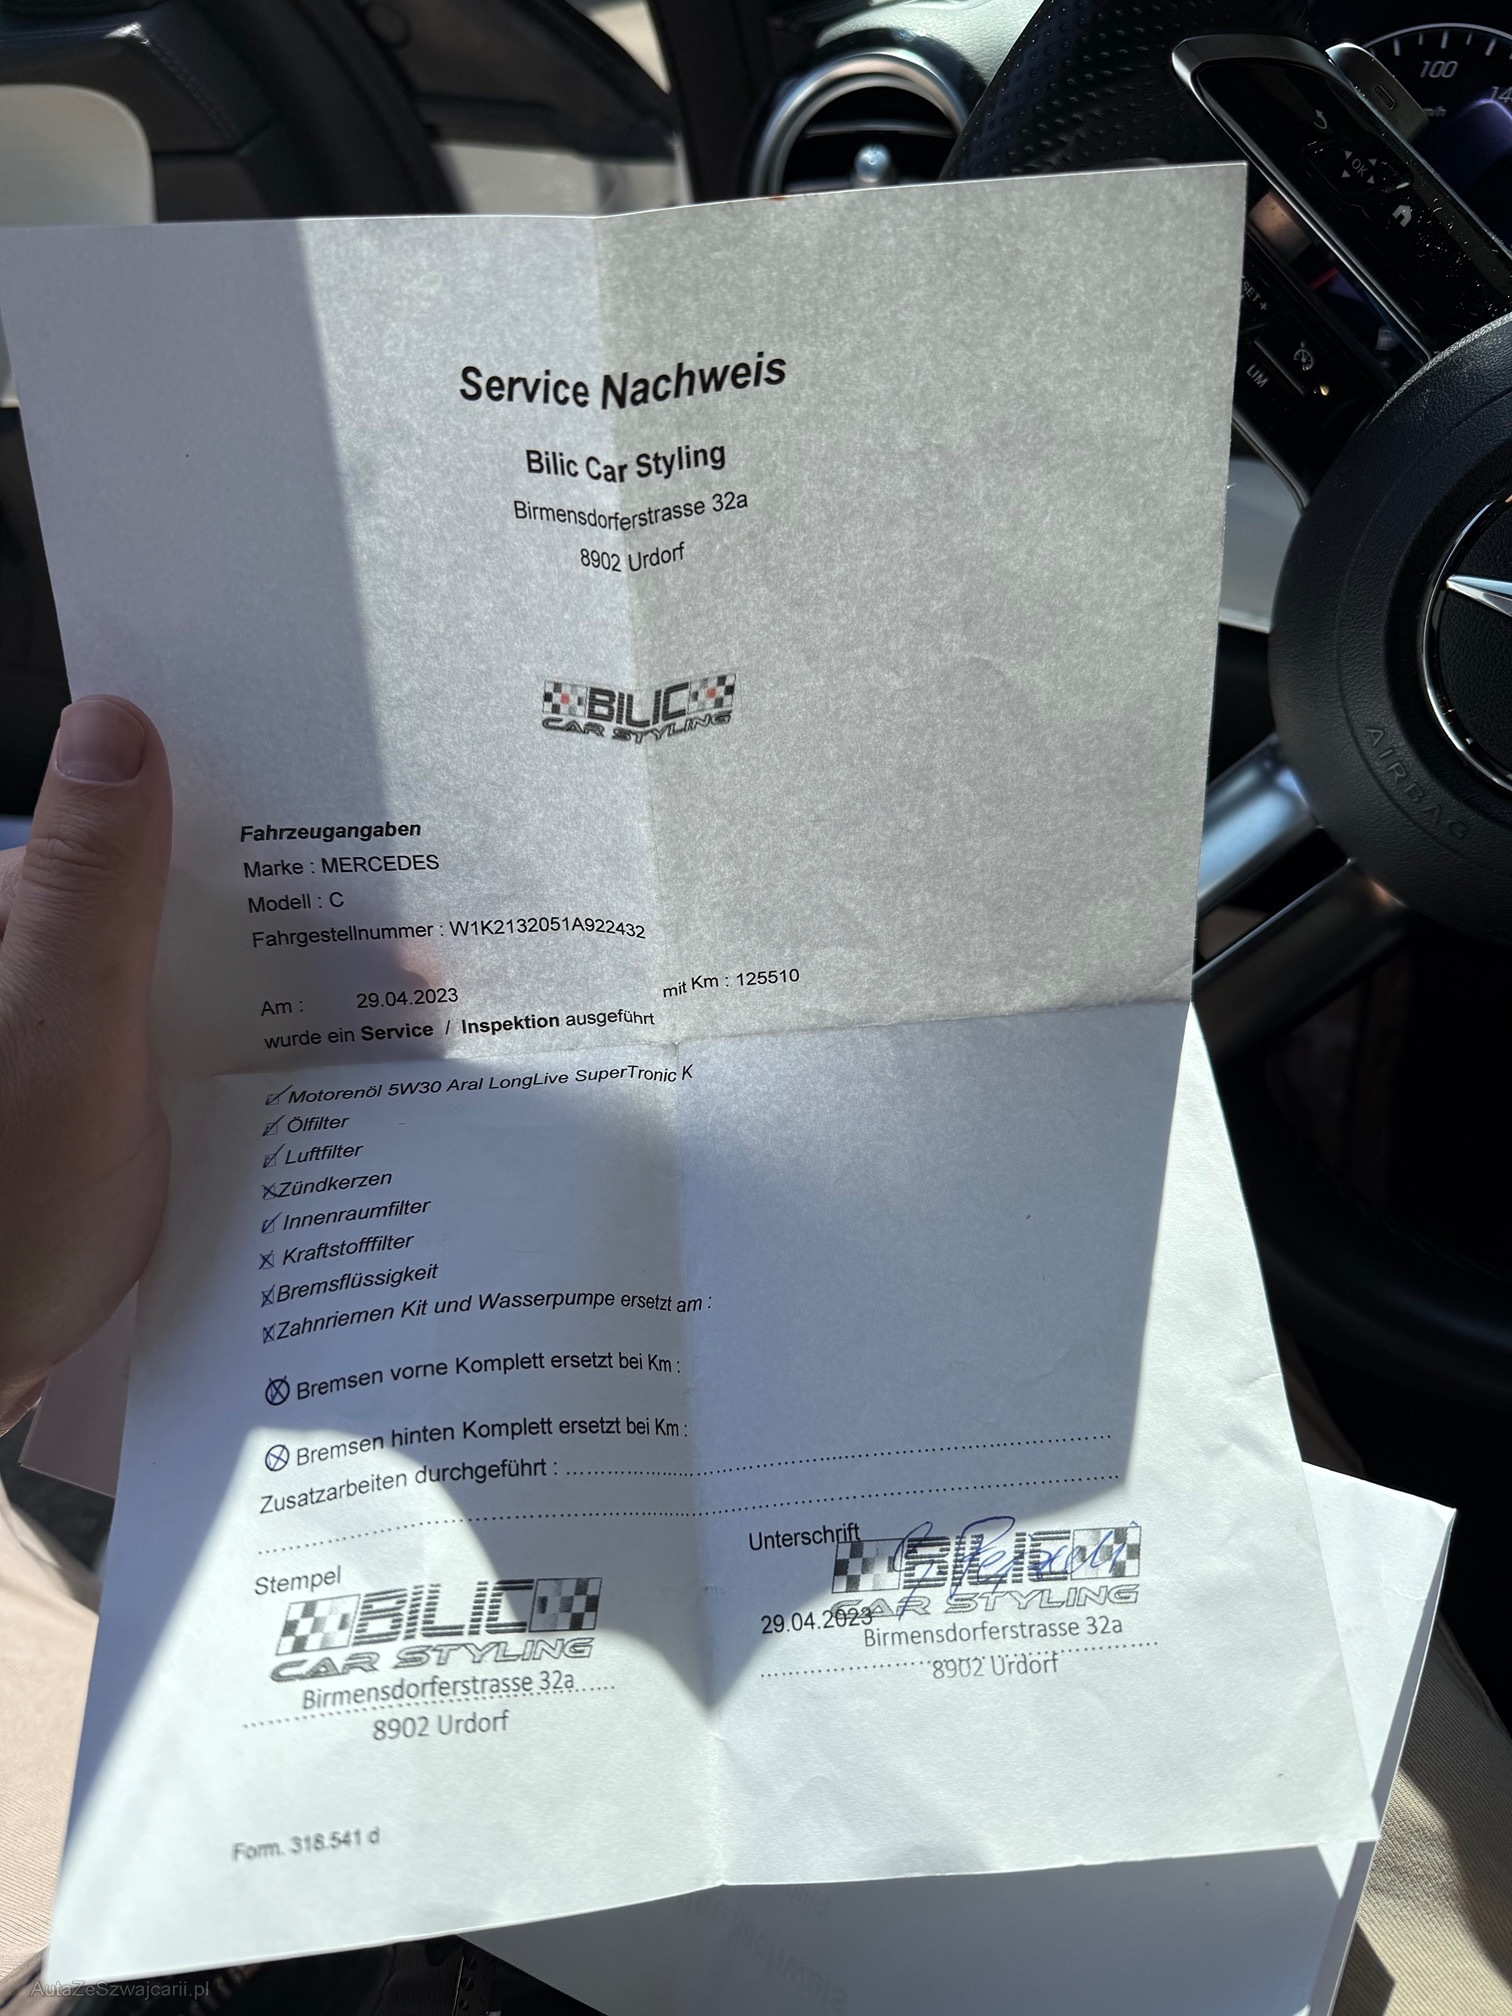 100
km/h
OK
SET+
LIM
AIRBAG
Service Nachweis
Bilic Car Styling
Birmensdorferstrasse 32a
8902 Urdorf
BILIC
CAR STYLING
Fahrzeugangaben
Marke : MERCEDES
Modell : C
Fahrgestellnummer : W1K2132051A922432
Am : 29.04.2023 mit Km : 125510
wurde ein Service / Inspektion ausgeführt
Motorenöl 5W30 Aral LongLive SuperTronic K
Ölfilter
Luftfilter
Zündkerzen
Innenraumfilter
Kraftstofffilter
Bremsflüssigkeit
Zahnriemen Kit und Wasserpumpe ersetzt am :
Bremsen vorne Komplett ersetzt bei Km :
Bremsen hinten Komplett ersetzt bei Km :
Zusatzarbeiten durchgeführt :
Stempel
BILIC
CAR STYLING
Birmensdorferstrasse 32a
8902 Urdorf
Unterschrift
BILIC
CAR STYLING
29.04.2023
Birmensdorferstrasse 32a
8902 Urdorf
Form. 318.541 d
AutaZeSzwajcarii.pl